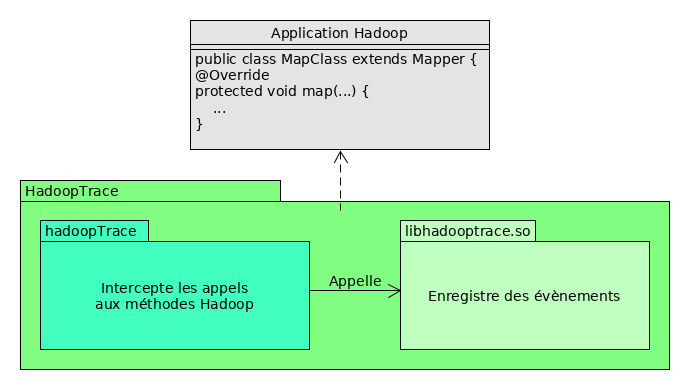 Application Hadoop
public class MapClass extends Mapper {
@Override
protected void map(...) {
...
}
HadoopTrace
hadoopTrace
Intercepte les appels
aux méthodes Hadoop
Appelle
libhadooptrace.so
Enregistre des évènements